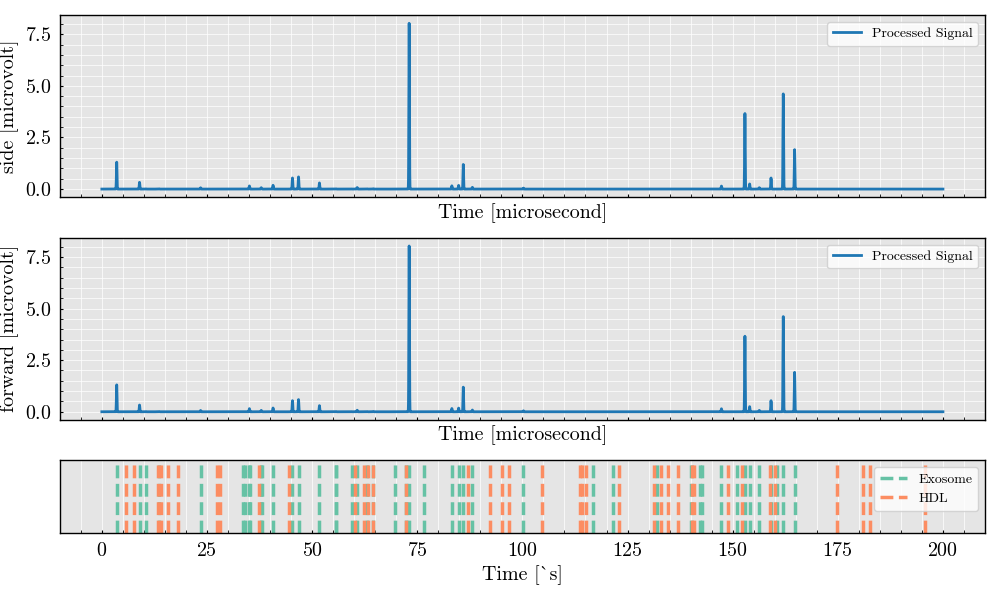 7.5
5.0
2.5
0.0
side [microvolt]
Processed Signal
Time [microsecond]
7.5
5.0
2.5
0.0
forward [microvolt]
Processed Signal
Time [microsecond]
Exosome
HDL
0 25 50 75 100 125 150 175 200
Time [`s]